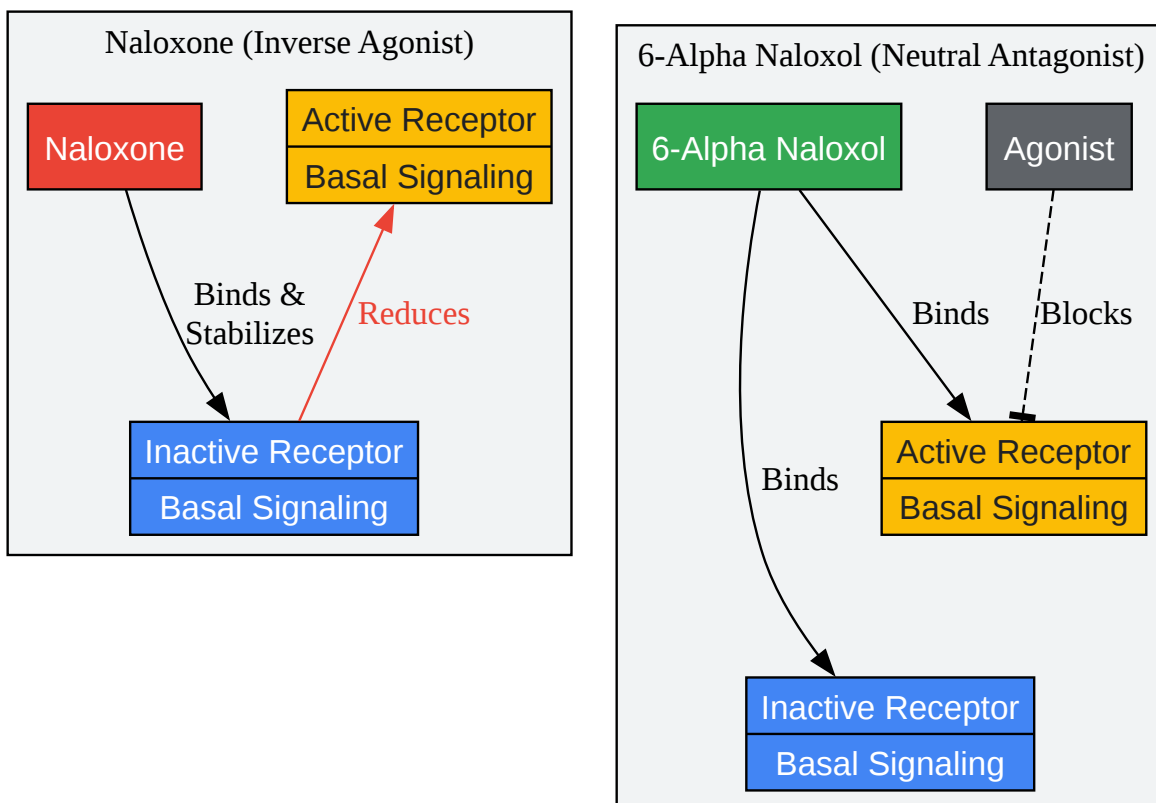 Naloxone (Inverse Agonist)
Naloxone
Active Receptor
Basal Signaling
Binds &
Stabilizes
Reduces
Inactive Receptor
Basal Signaling
6-Alpha Naloxol (Neutral Antagonist)
6-Alpha Naloxol
Agonist
Binds
Blocks
Active Receptor
Basal Signaling
Binds
Inactive Receptor
Basal Signaling